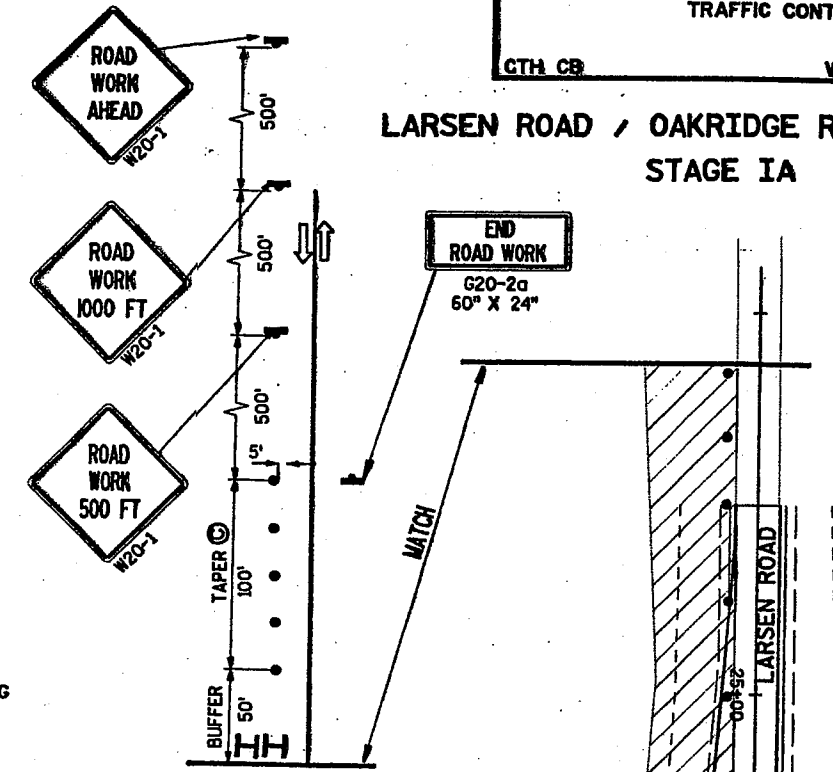 TRAFFIC CONT
CTH CB
LARSEN ROAD / OAKRIDGE R
STAGE IA
ROAD
WORK
AHEAD
W20-1
500'
ROAD
WORK
1000 FT
W20-1
500'
ROAD
WORK
500 FT
W20-1
500'
5'
END
ROAD WORK
G20-2a
60" X 24"
TAPER C
100'
BUFFER
50'
MATCH
LARSEN ROAD
25+00
G